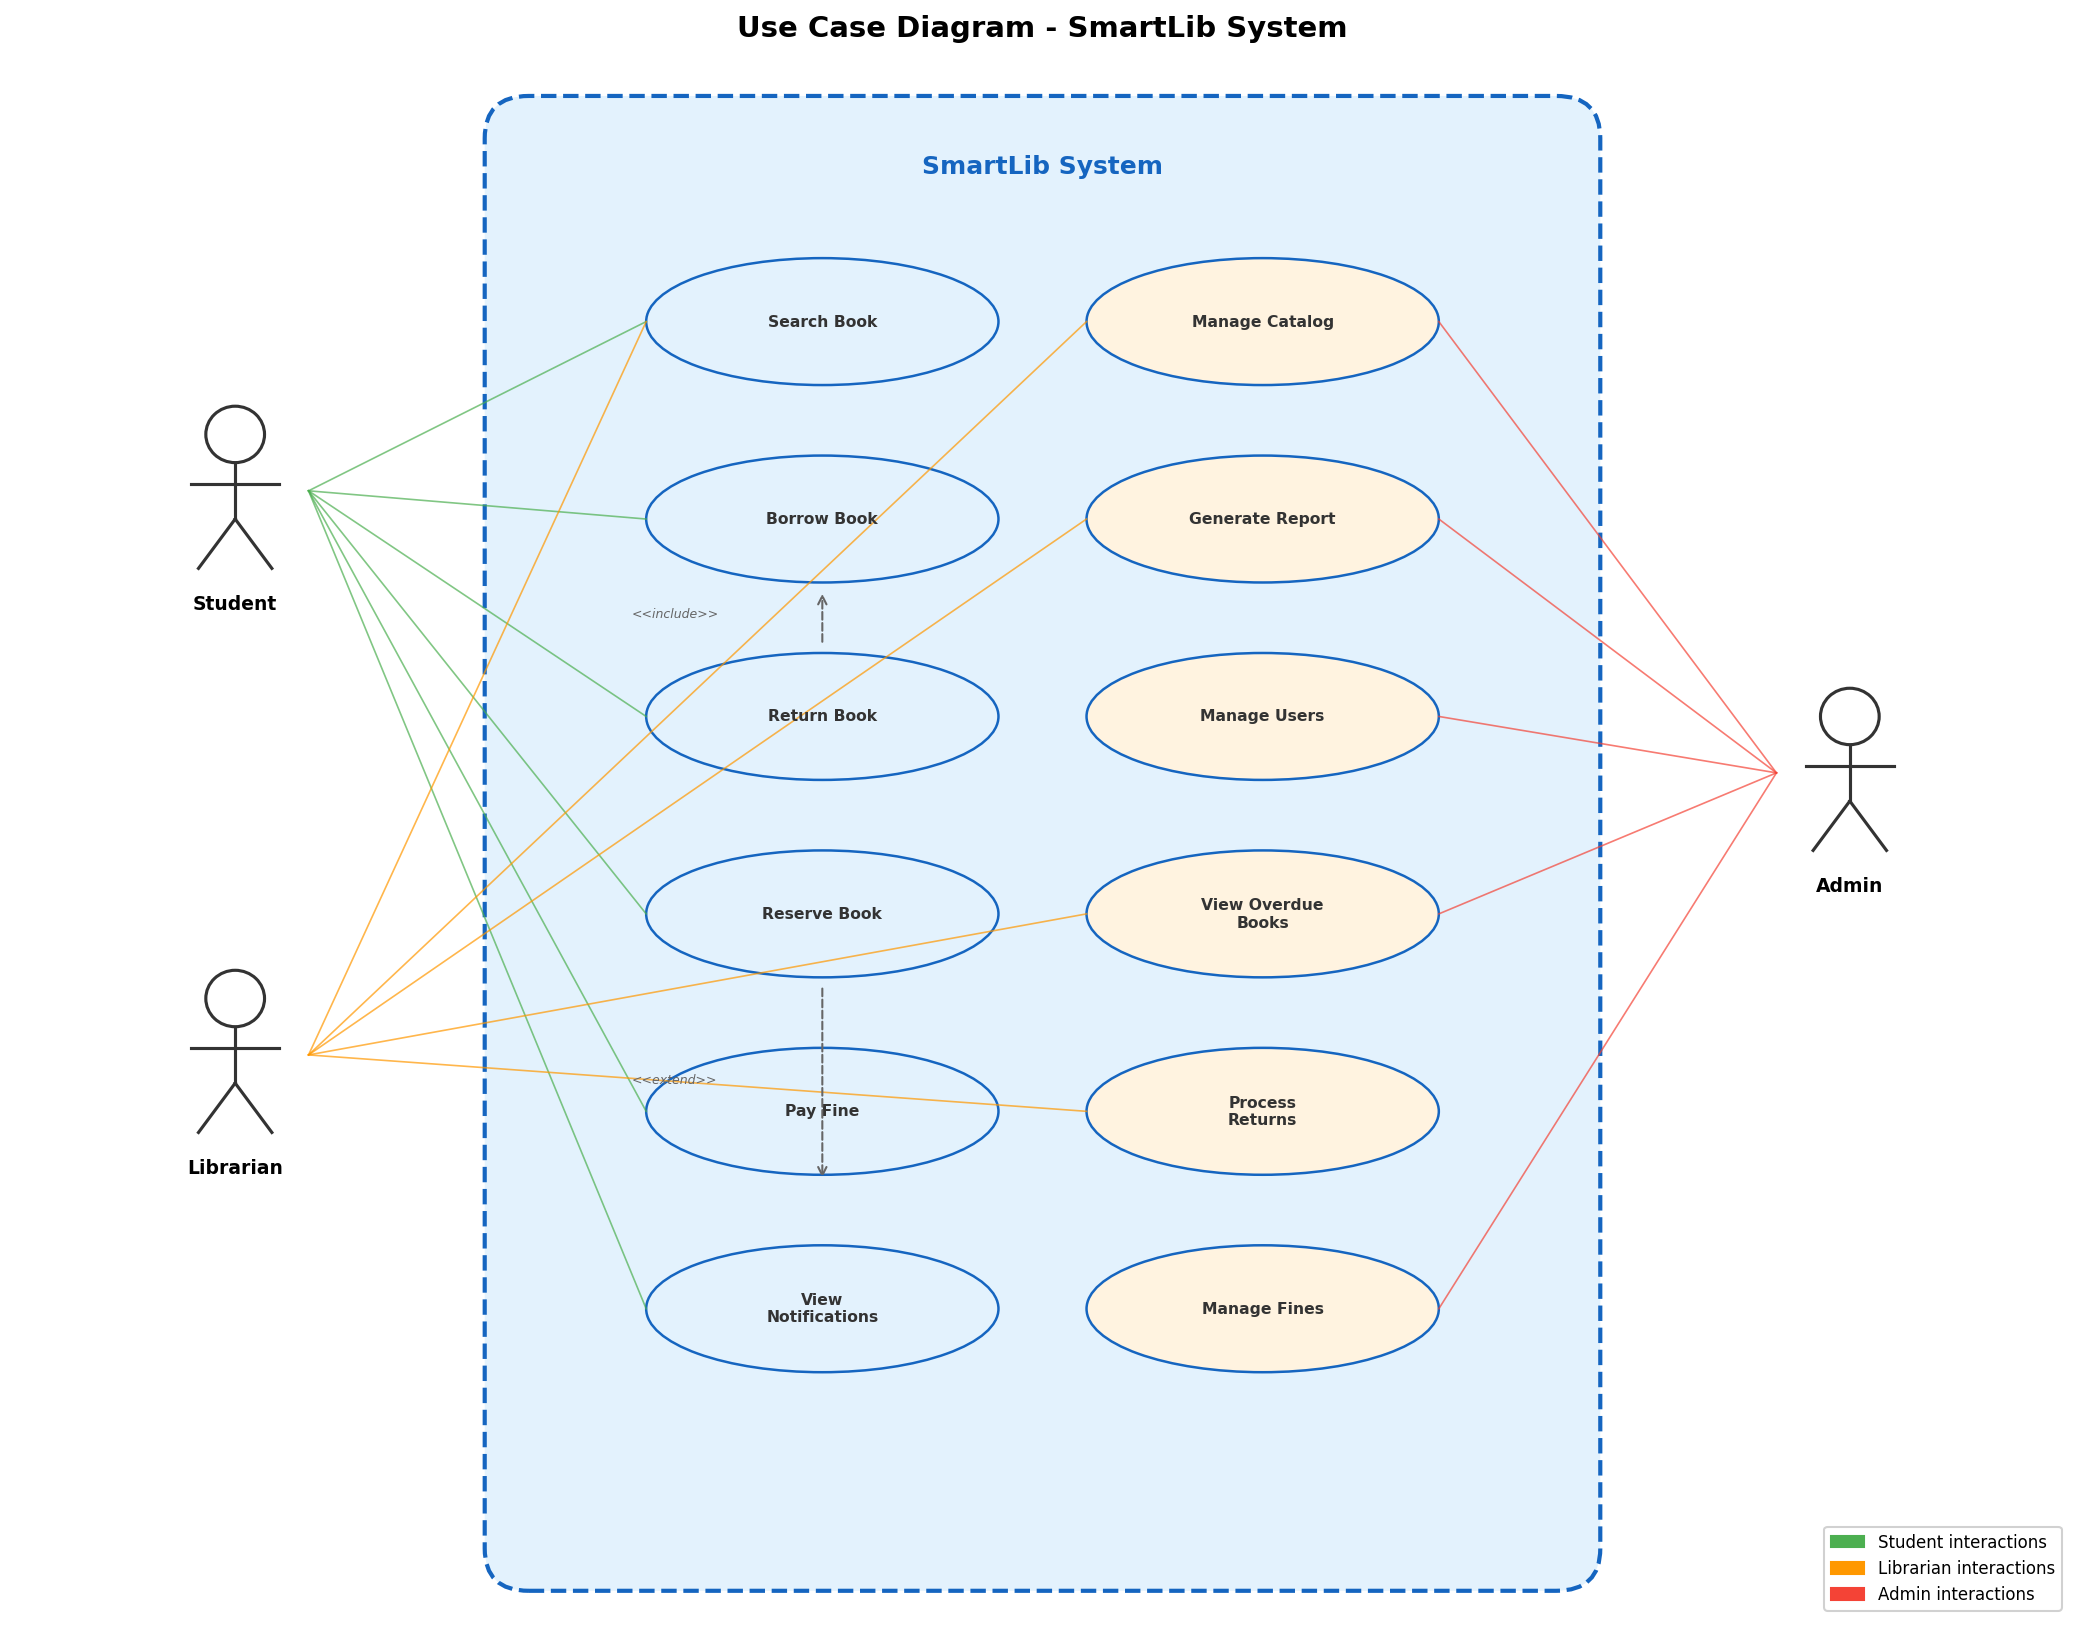 Use Case Diagram - SmartLib System
SmartLib System
Search Book
Manage Catalog
Borrow Book
Generate Report
Student
<<include>>
Return Book
Manage Users
Admin
Reserve Book
View Overdue
Books
<<extend>>
Pay Fine
Process
Returns
Librarian
View
Notifications
Manage Fines
Student interactions
Librarian interactions
Admin interactions